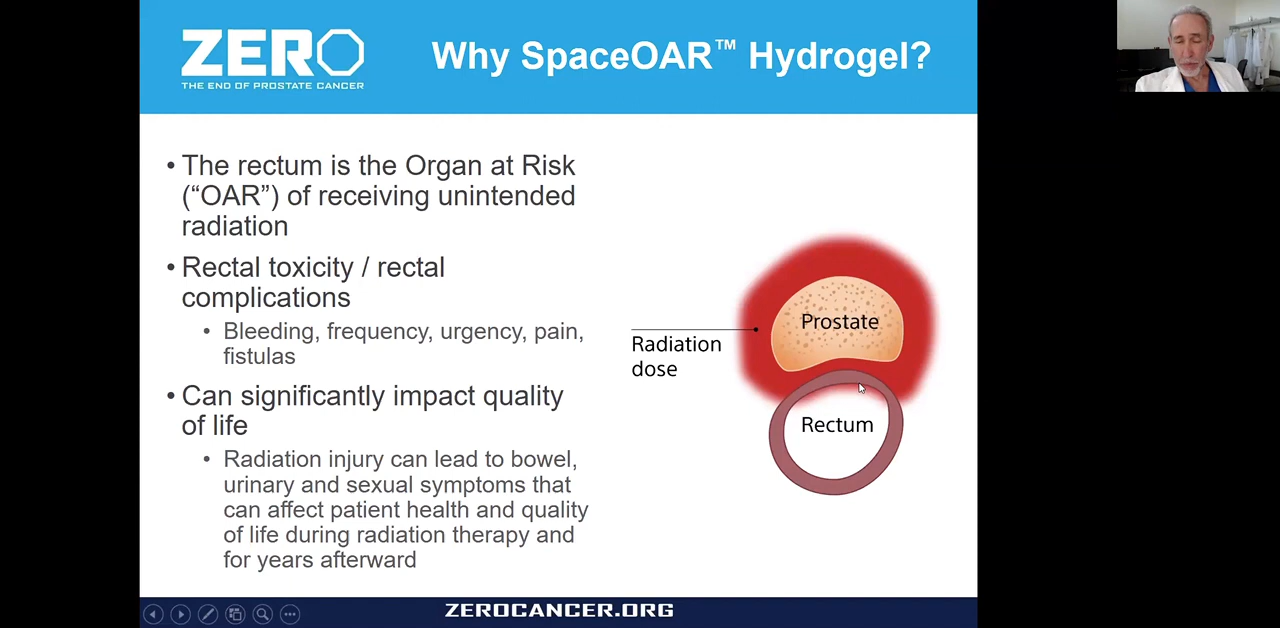 ZERO
THE END OF PROSTATE CANCER
Why SpaceOAR™ Hydrogel?
• The rectum is the Organ at Risk
(“OAR”) of receiving unintended
radiation
• Rectal toxicity / rectal
complications
• Bleeding, frequency, urgency, pain,
fistulas
• Can significantly impact quality
of life
• Radiation injury can lead to bowel,
urinary and sexual symptoms that
can affect patient health and quality
of life during radiation therapy and
for years afterward
Prostate
Radiation
dose
Rectum
ZEROCANCER.ORG